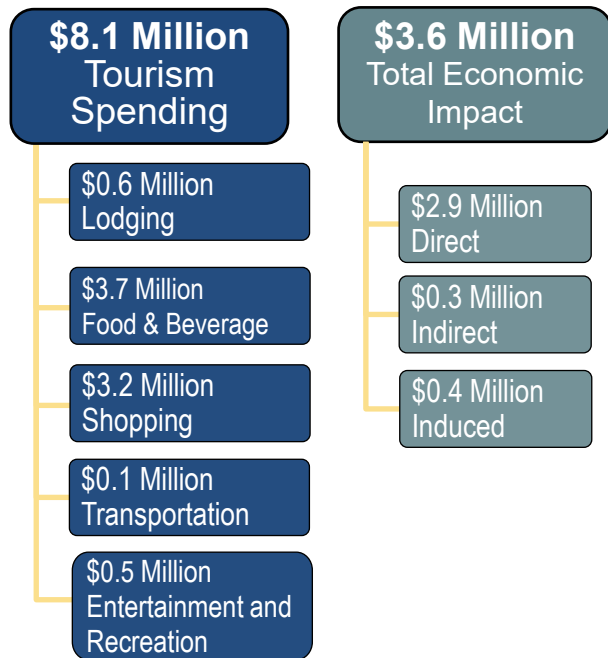 $8.1 Million
Tourism
Spending
$0.6 Million
Lodging
$3.7 Million
Food & Beverage
$3.2 Million
Shopping
$0.1 Million
Transportation
$0.5 Million
Entertainment and
Recreation
$3.6 Million
Total Economic
Impact
$2.9 Million
Direct
$0.3 Million
Indirect
$0.4 Million
Induced